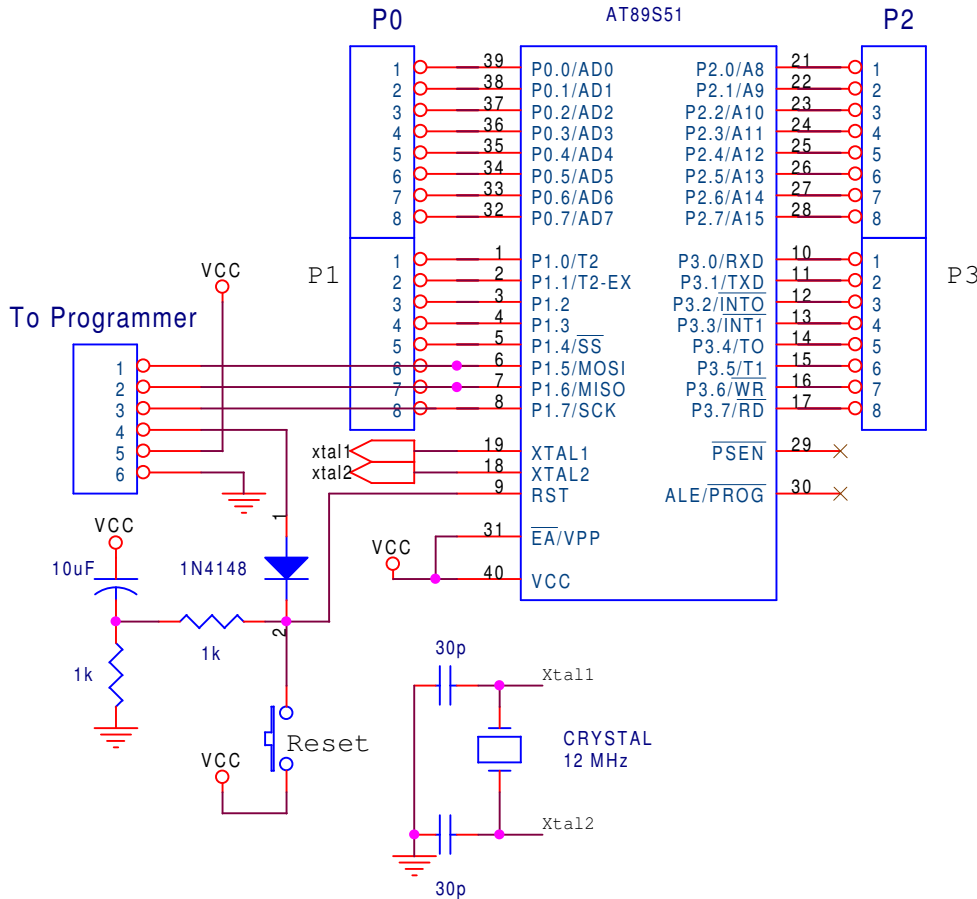 AT89S51
P0
P2
1 39 P0.0/AD0 P2.0/A8 21 1
2 38 P0.1/AD1 P2.1/A9 22 2
3 37 P0.2/AD2 P2.2/A10 23 3
4 36 P0.3/AD3 P2.3/A11 24 4
5 35 P0.4/AD4 P2.4/A12 25 5
6 34 P0.5/AD5 P2.5/A13 26 6
7 33 P0.6/AD6 P2.6/A14 27 7
8 32 P0.7/AD7 P2.7/A15 28 8
P1
P3
1 1 P1.0/T2 P3.0/RXD 10 1
2 2 P1.1/T2-EX P3.1/TXD 11 2
3 3 P1.2 P3.2/INTO 12 3
4 4 P1.3 P3.3/INT1 13 4
5 5 P1.4/SS P3.4/TO 14 5
6 6 P1.5/MOSI P3.5/T1 15 6
7 7 P1.6/MISO P3.6/WR 16 7
8 8 P1.7/SCK P3.7/RD 17 8
VCC
To Programmer
1
2
3
4
5
6
xtal1 19 XTAL1 PSEN 29
xtal2 18 XTAL2
9 RST ALE/PROG 30
31 EA/VPP
VCC 40 VCC
VCC
10uF
1
1N4148
2
1k
1k
Reset
VCC
30p
Xtal1
CRYSTAL
12 MHz
Xtal2
30p